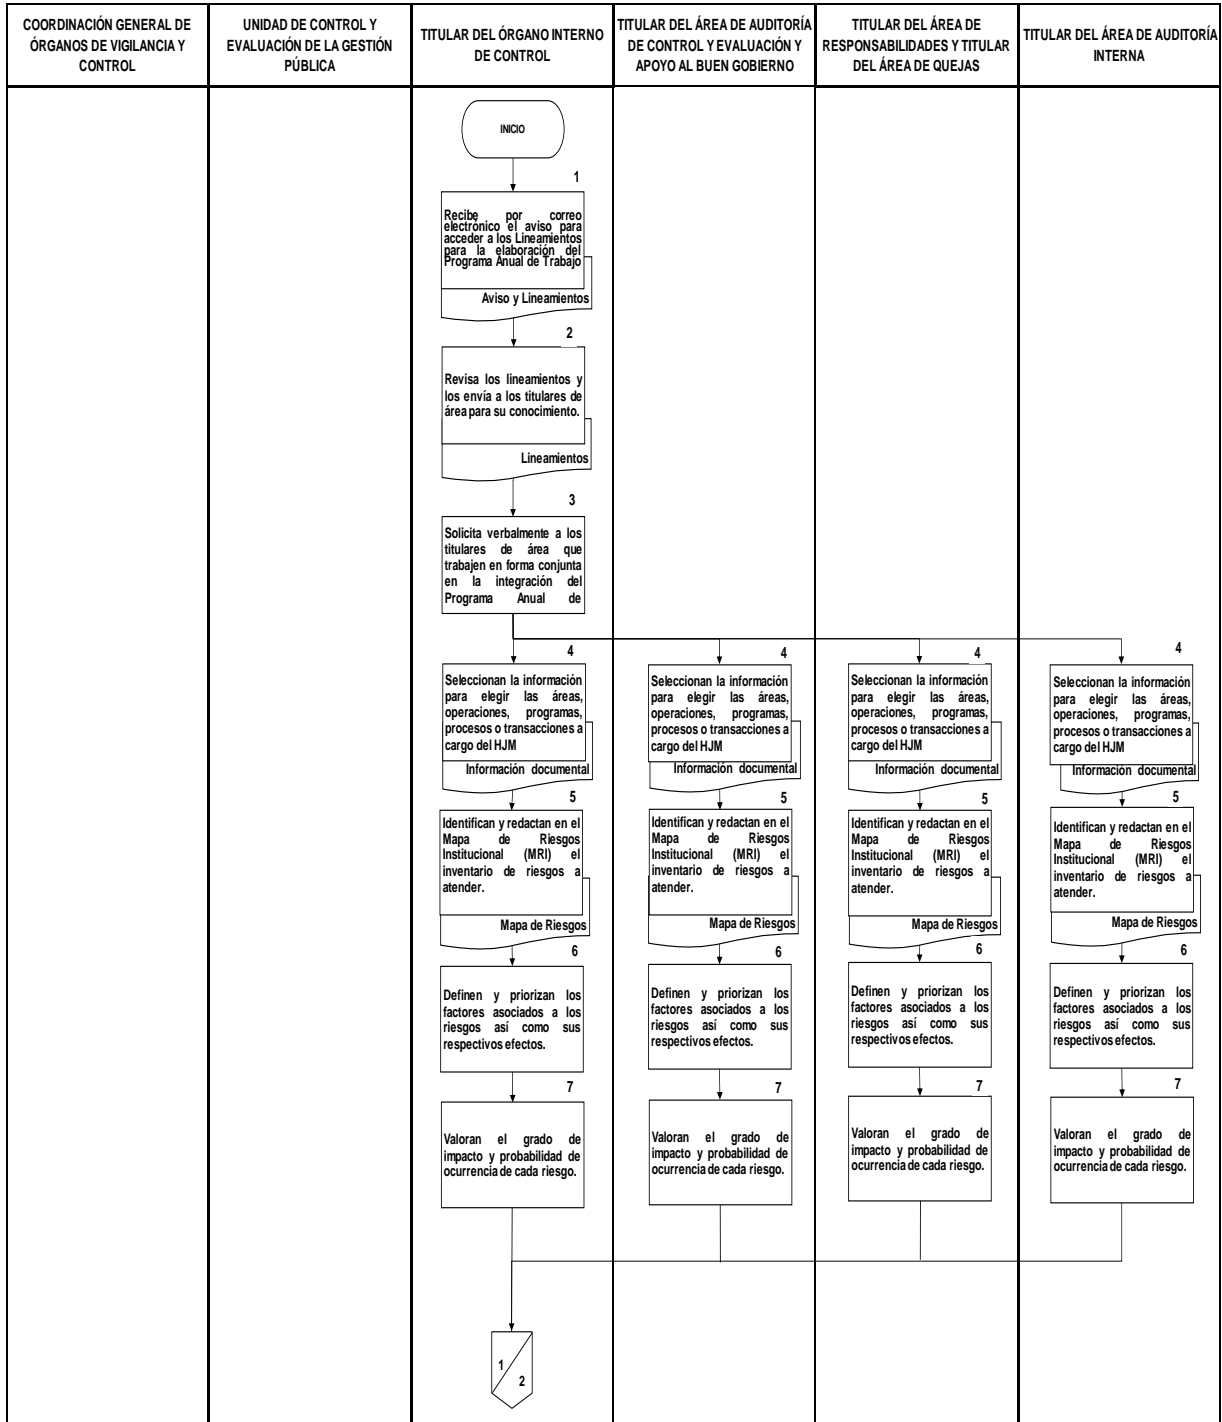 COORDINACIÓN GENERAL DE
ÓRGANOS DE VIGILANCIA Y
CONTROL
UNIDAD DE CONTROL Y
EVALUACIÓN DE LA GESTIÓN
PÚBLICA
TITULAR DEL ÓRGANO INTERNO
DE CONTROL
TITULAR DEL ÁREA DE AUDITORÍA
DE CONTROL Y EVALUACIÓN Y
APOYO AL BUEN GOBIERNO
TITULAR DEL ÁREA DE
RESPONSABILIDADES Y TITULAR
DEL ÁREA DE QUEJAS
TITULAR DEL ÁREA DE AUDITORÍA
INTERNA
INICIO
1
Recibe por correo
electrónico el aviso para
acceder a los Lineamientos
para la elaboración del
Programa Anual de Trabajo
Aviso y Lineamientos
2
Revisa los lineamientos y
los envía a los titulares de
área para su conocimiento.
Lineamientos
3
Solicita verbalmente a los
titulares de área que
trabajen en forma conjunta
en la integración del
Programa Anual de
4
Seleccionan la información
para elegir las áreas,
operaciones, programas,
procesos o transacciones a
cargo del HJM
Información documental
5
Identifican y redactan en el
Mapa de Riesgos
Institucional (MRI) el
inventario de riesgos a
atender.
Mapa de Riesgos
6
Definen y priorizan los
factores asociados a los
riesgos así como sus
respectivos efectos.
7
Valoran el grado de
impacto y probabilidad de
ocurrencia de cada riesgo.
4
Seleccionan la información
para elegir las áreas,
operaciones, programas,
procesos o transacciones a
cargo del HJM
Información documental
5
Identifican y redactan en el
Mapa de Riesgos
Institucional (MRI) el
inventario de riesgos a
atender.
Mapa de Riesgos
6
Definen y priorizan los
factores asociados a los
riesgos así como sus
respectivos efectos.
7
Valoran el grado de
impacto y probabilidad de
ocurrencia de cada riesgo.
4
Seleccionan la información
para elegir las áreas,
operaciones, programas,
procesos o transacciones a
cargo del HJM
Información documental
5
Identifican y redactan en el
Mapa de Riesgos
Institucional (MRI) el
inventario de riesgos a
atender.
Mapa de Riesgos
6
Definen y priorizan los
factores asociados a los
riesgos así como sus
respectivos efectos.
7
Valoran el grado de
impacto y probabilidad de
ocurrencia de cada riesgo.
4
Seleccionan la información
para elegir las áreas,
operaciones, programas,
procesos o transacciones a
cargo del HJM
Información documental
5
Identifican y redactan en el
Mapa de Riesgos
Institucional (MRI) el
inventario de riesgos a
atender.
Mapa de Riesgos
6
Definen y priorizan los
factores asociados a los
riesgos así como sus
respectivos efectos.
7
Valoran el grado de
impacto y probabilidad de
ocurrencia de cada riesgo.
1
2